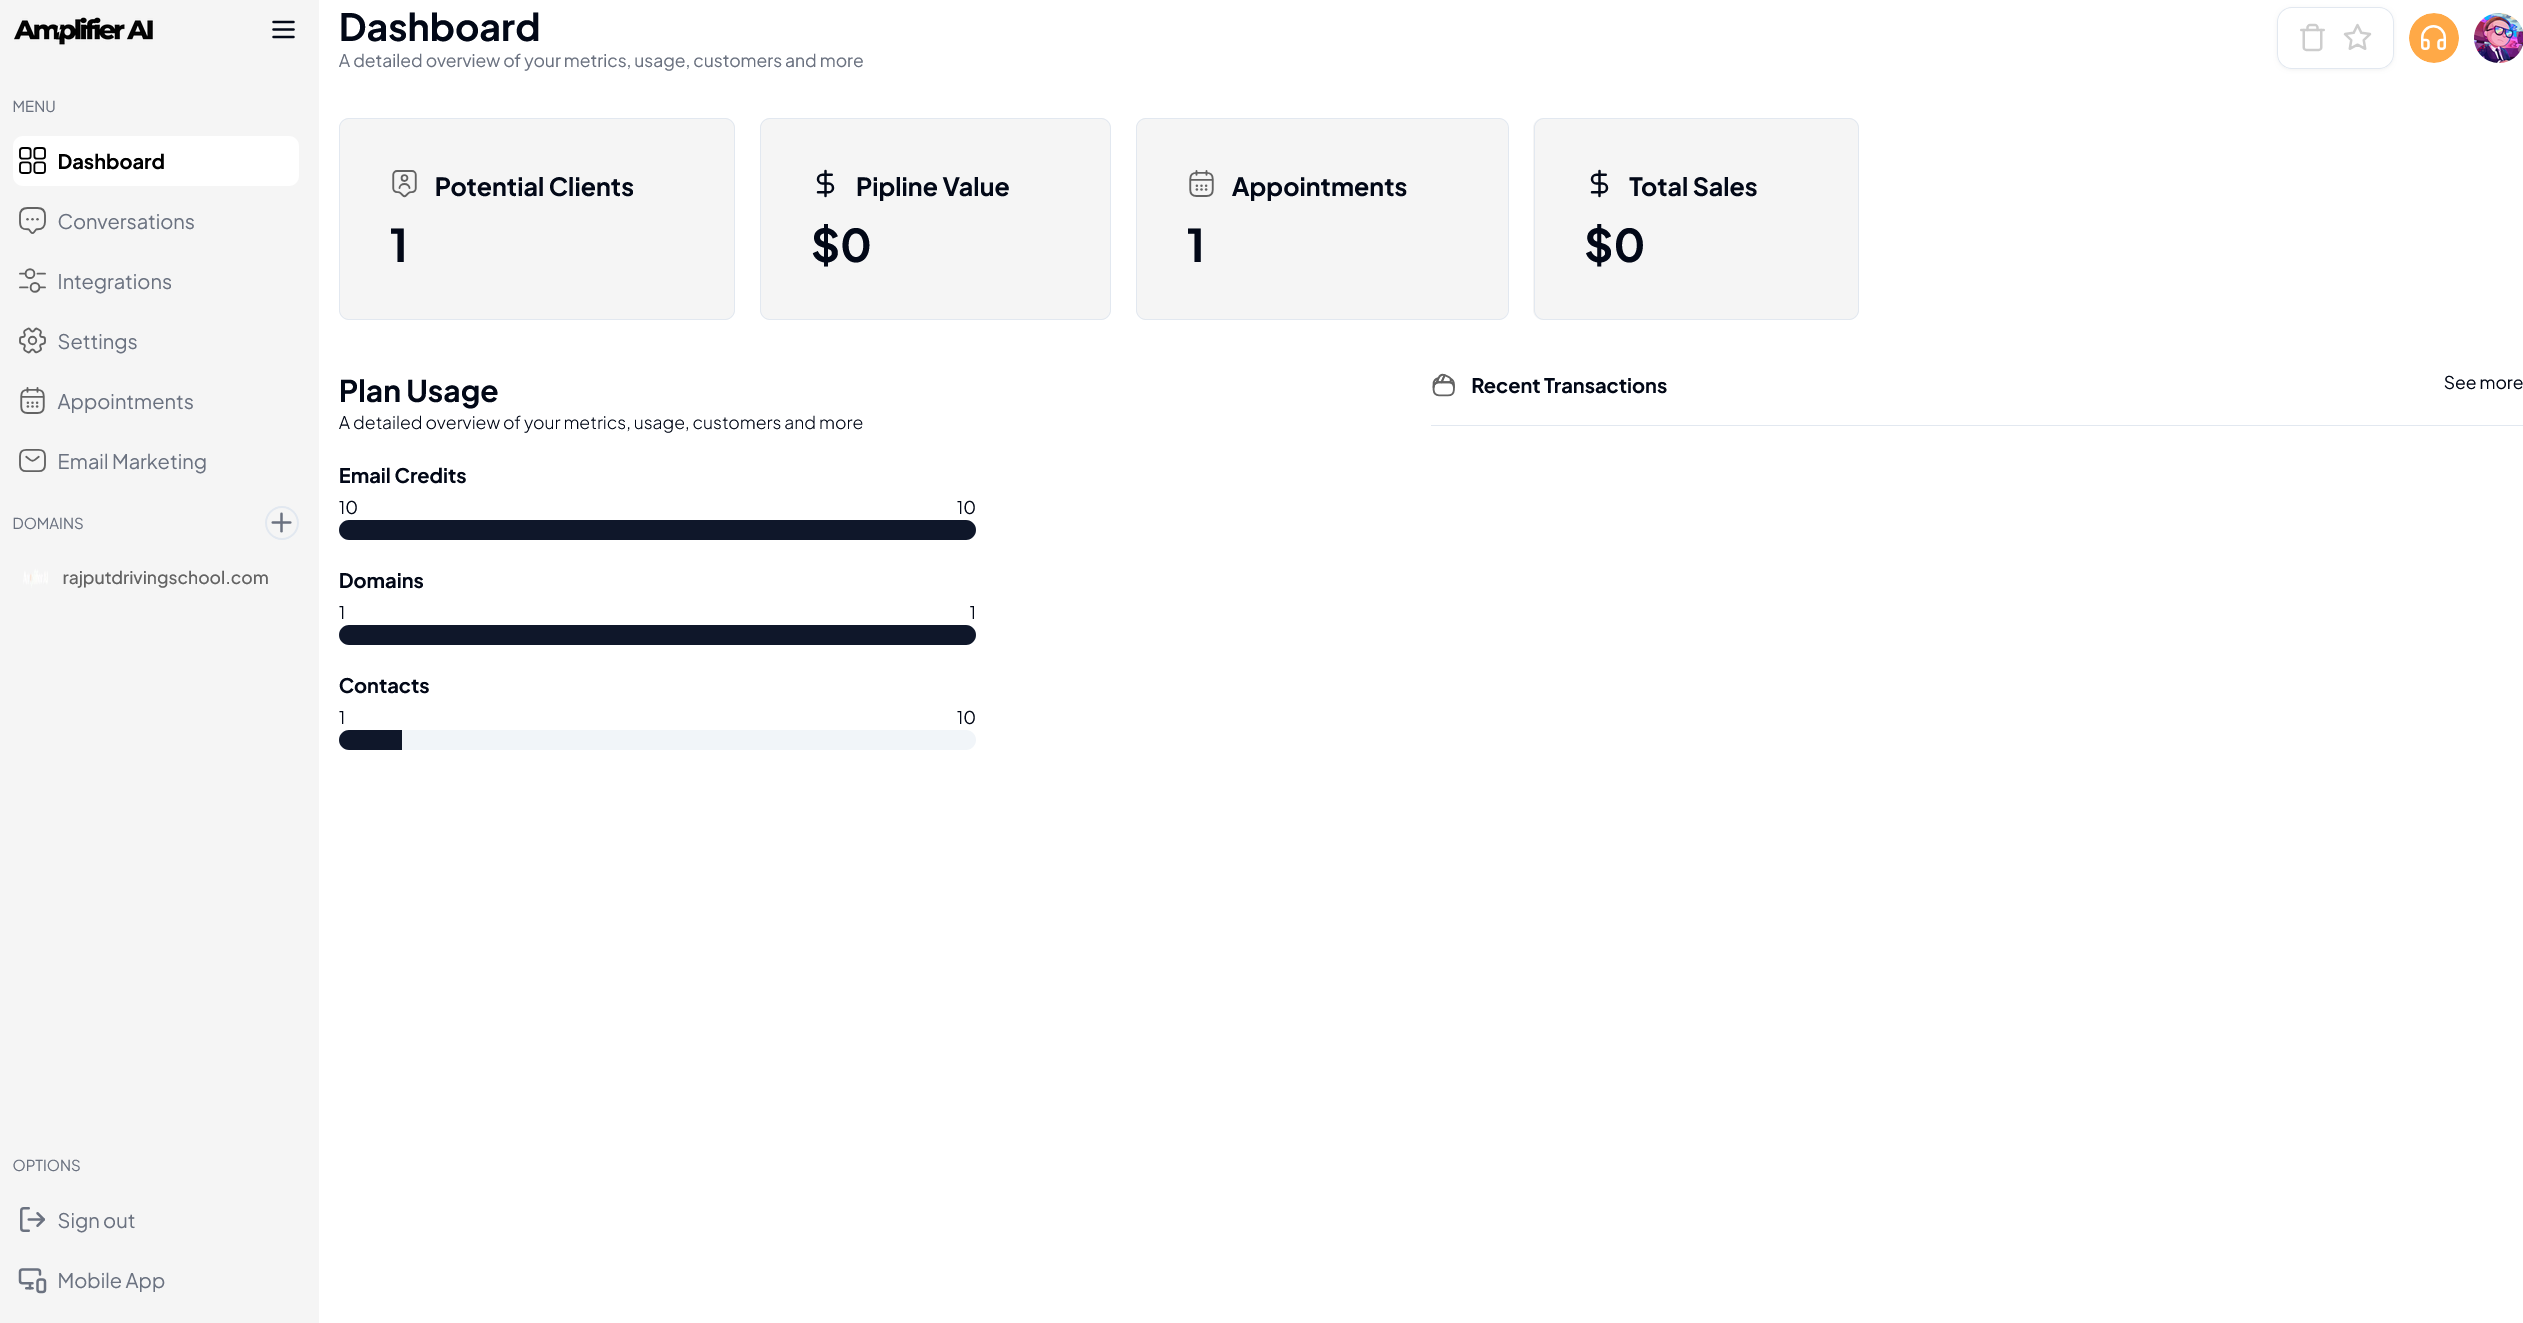 Amplifier AI
MENU
Dashboard
Conversations
Integrations
Settings
Appointments
Email Marketing
DOMAINS
rajputdrivingschool.com
OPTIONS
Sign out
Mobile App
Dashboard
A detailed overview of your metrics, usage, customers and more
Potential Clients
1
Pipline Value
$0
Appointments
1
Total Sales
$0
Plan Usage
A detailed overview of your metrics, usage, customers and more
Email Credits
10 10
Domains
1 1
Contacts
1 10
Recent Transactions
See more